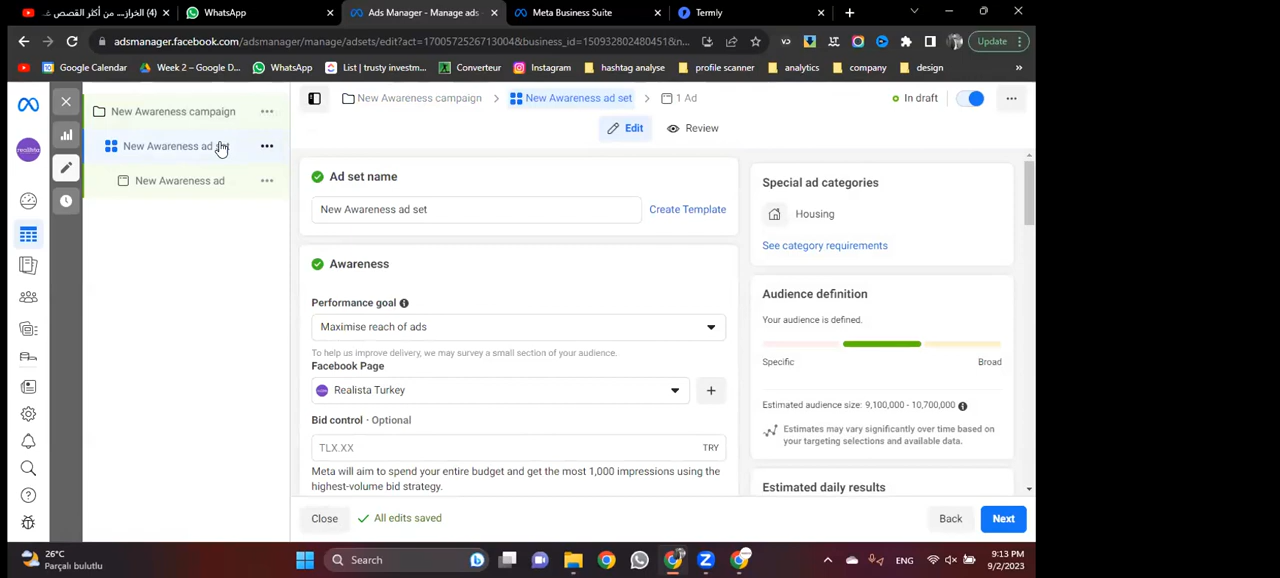 (4) الخراز... من أكثر القصص غ
WhatsApp
Ads Manager - Manage ads
Meta Business Suite
Termly
adsmanager.facebook.com/adsmanager/manage/adsets/edit?act=1700572526713004&business_id=150932802480451&n...
Update
Google Calendar
Week 2 – Google D...
WhatsApp
List | trusty investm...
Converteur
Instagram
hashtag analyse
profile scanner
analytics
company
design
»
New Awareness campaign
New Awareness ad set
1 Ad
In draft
Edit
Review
New Awareness campaign
New Awareness ad
New Awareness ad
realista
Ad set name
New Awareness ad set
Create Template
Awareness
Performance goal
Maximise reach of ads
To help us improve delivery, we may survey a small section of your audience.
Facebook Page
Realista Turkey
Bid control · Optional
TLX.XX
TRY
Meta will aim to spend your entire budget and get the most 1,000 impressions using the
highest-volume bid strategy.
Special ad categories
Housing
See category requirements
Audience definition
Your audience is defined.
Specific
Broad
Estimated audience size: 9,100,000 - 10,700,000
Estimates may vary significantly over time based on
your targeting selections and available data.
Estimated daily results
Close
All edits saved
Back
Next
26°C
Parçalı bulutlu
Search
ENG
9:13 PM
9/2/2023